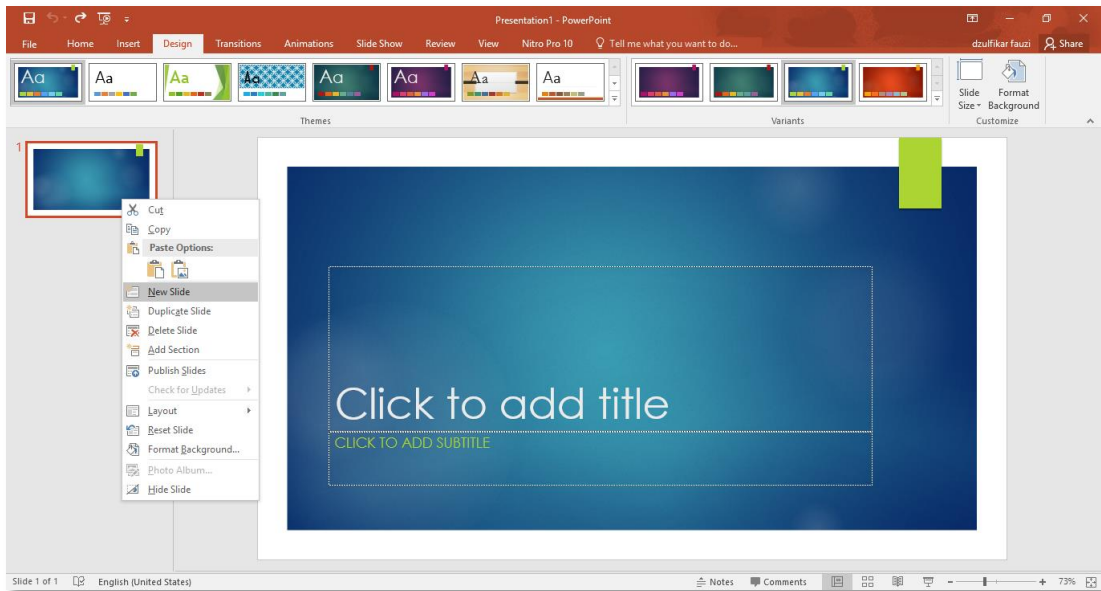 Presentation1 - PowerPoint
File Home Insert Design Transitions Animations Slide Show Review View Nitro Pro 10 Tell me what you want to do... dzulfikar fauzi Share
Aa Aa Aa Aa Aa Aa Aa Aa
Slide Size Format Background
Themes Variants Customize
1
Cut
Copy
Paste Options:
New Slide
Duplicate Slide
Delete Slide
Add Section
Publish Slides
Check for Updates
Layout
Reset Slide
Format Background...
Photo Album...
Hide Slide
Click to add title
CLICK TO ADD SUBTITLE
Slide 1 of 1 English (United States) Notes Comments 73%